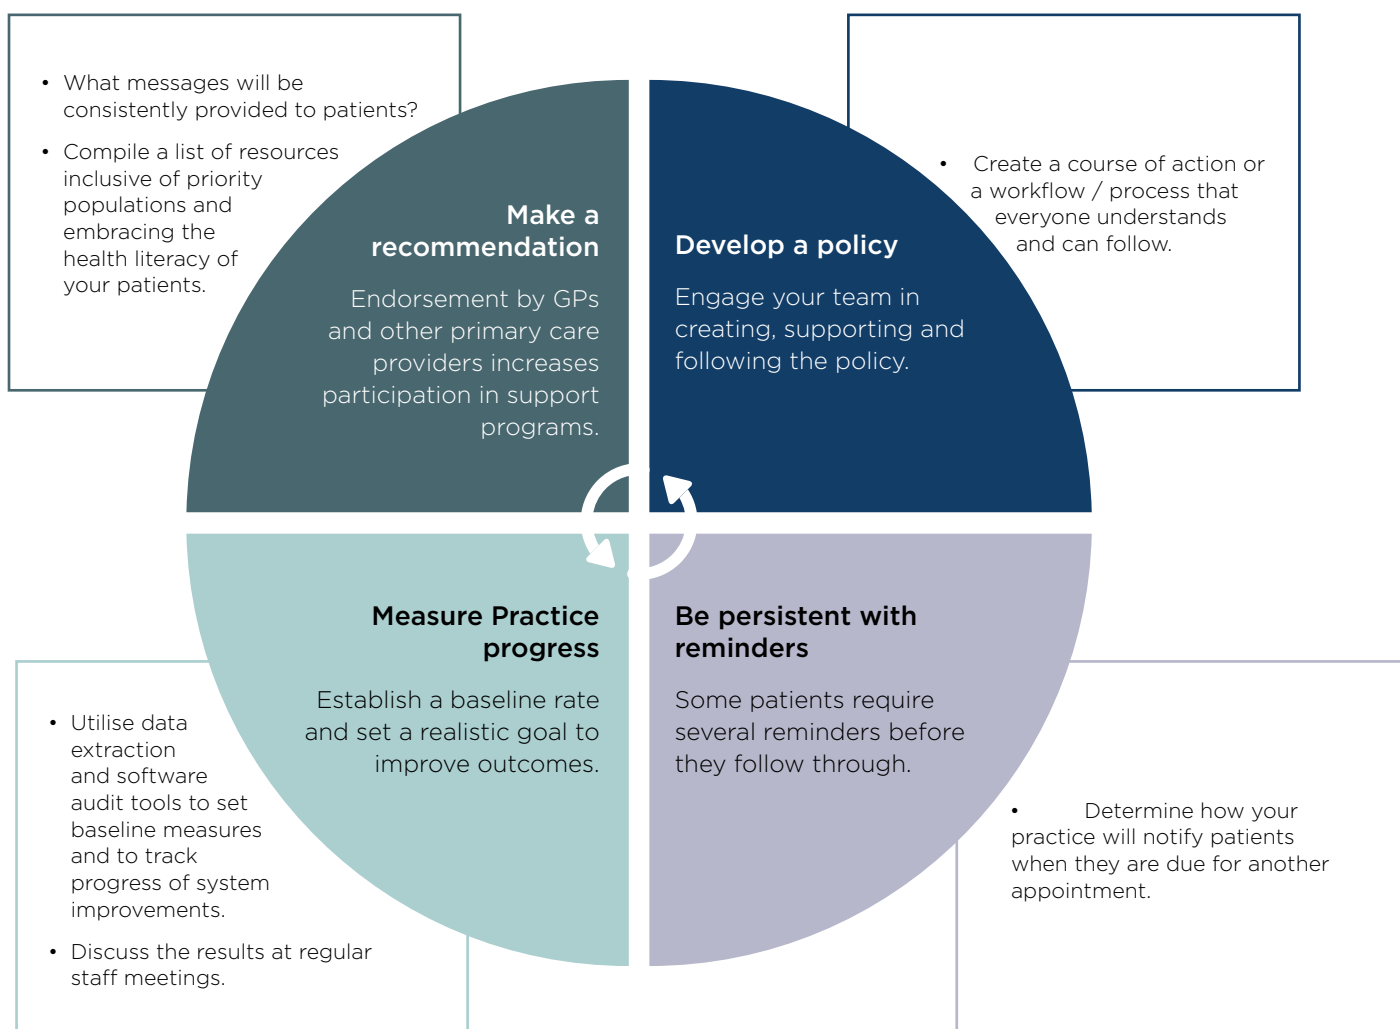 • What messages will be
consistently provided to patients?
• Compile a list of resources
inclusive of priority
populations and
embracing the
health literacy of
your patients.
Make a
recommendation
Endorsement by GPs
and other primary care
providers increases
participation in support
programs.
Develop a policy
Engage your team in
creating, supporting and
following the policy.
• Create a course of action or
a workflow / process that
everyone understands
and can follow.
Measure Practice
progress
Establish a baseline rate
and set a realistic goal to
improve outcomes.
• Utilise data
extraction
and software
audit tools to set
baseline measures
and to track
progress of system
improvements.
• Discuss the results at regular
staff meetings.
Be persistent with
reminders
Some patients require
several reminders before
they follow through.
• Determine how your
practice will notify patients
when they are due for another
appointment.